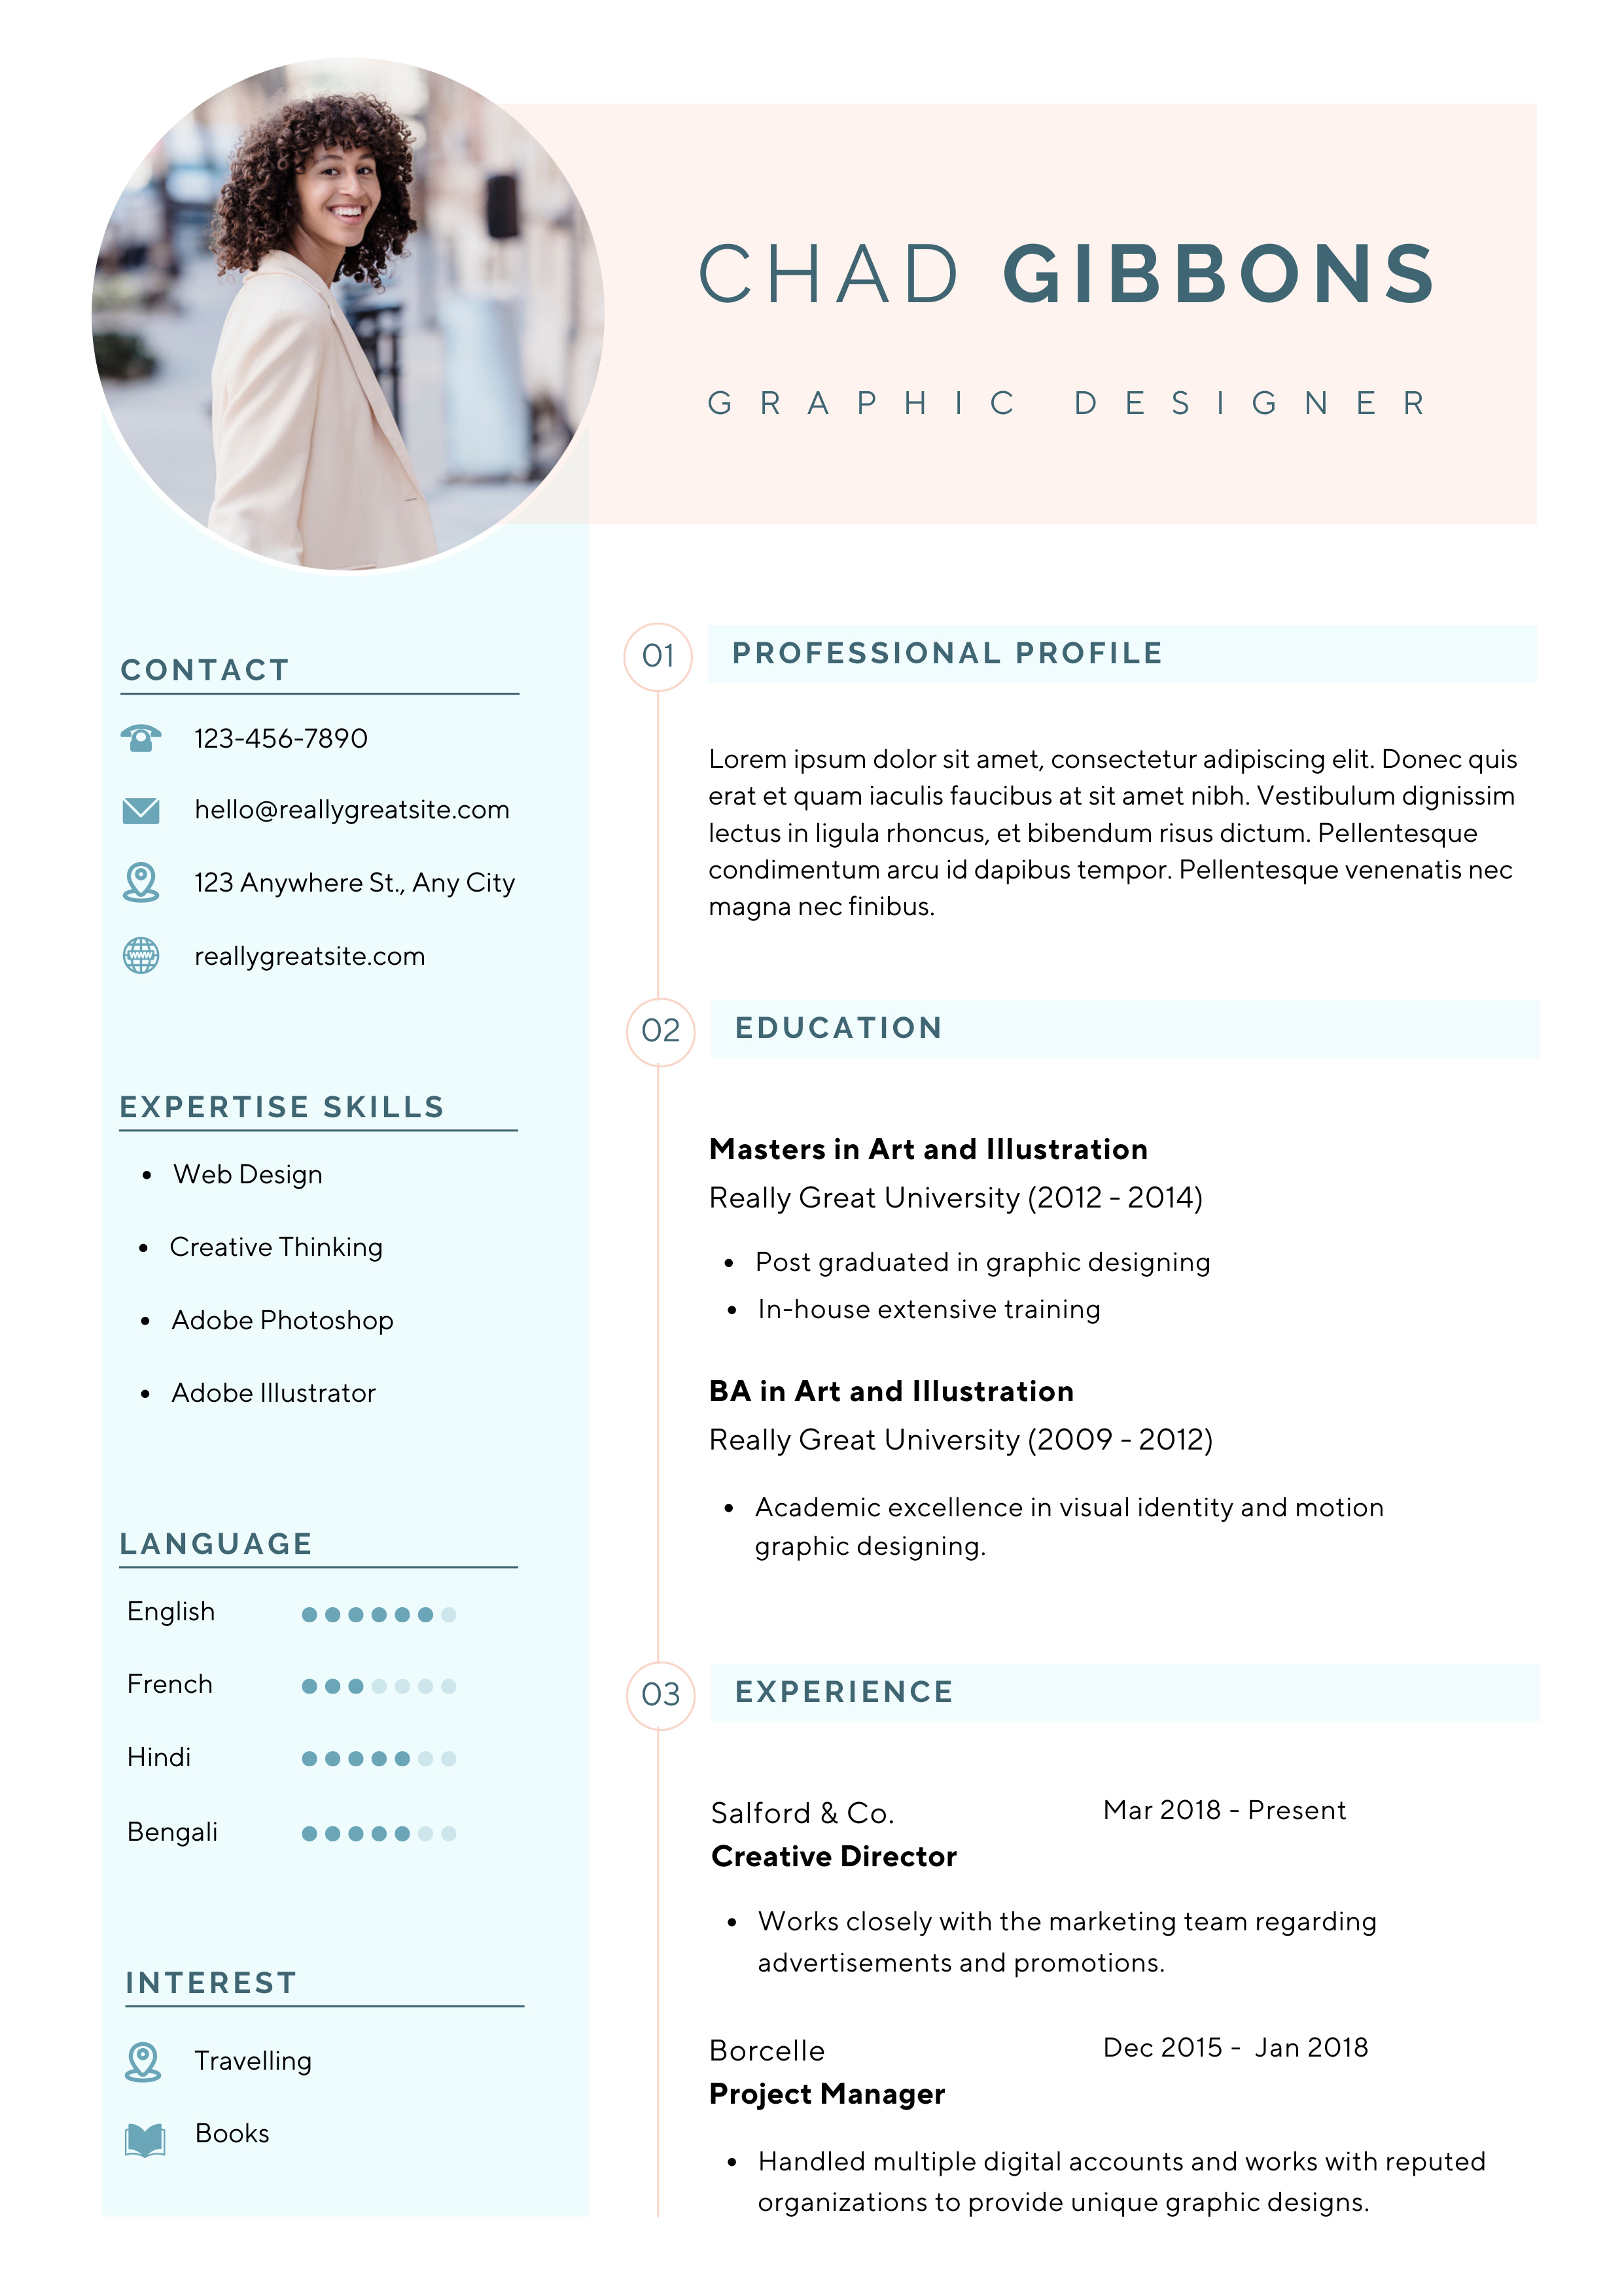 CHAD GIBBONS
GRAPHIC DESIGNER
CONTACT
123-456-7890
hello@reallygreatsite.com
123 Anywhere St., Any City
WWW
reallygreatsite.com
EXPERTISE SKILLS
• Web Design
• Creative Thinking
• Adobe Photoshop
• Adobe Illustrator
LANGUAGE
English
French
Hindi
Bengali
INTEREST
Travelling
Books
01
PROFESSIONAL PROFILE
Lorem ipsum dolor sit amet, consectetur adipiscing elit. Donec quis
erat et quam iaculis faucibus at sit amet nibh. Vestibulum dignissim
lectus in ligula rhoncus, et bibendum risus dictum. Pellentesque
condimentum arcu id dapibus tempor. Pellentesque venenatis nec
magna nec finibus.
02
EDUCATION
Masters in Art and Illustration
Really Great University (2012 - 2014)
• Post graduated in graphic designing
• In-house extensive training
BA in Art and Illustration
Really Great University (2009 - 2012)
• Academic excellence in visual identity and motion
graphic designing.
03
EXPERIENCE
Salford & Co.
Mar 2018 - Present
Creative Director
• Works closely with the marketing team regarding
advertisements and promotions.
Borcelle
Dec 2015 - Jan 2018
Project Manager
• Handled multiple digital accounts and works with reputed
organizations to provide unique graphic designs.